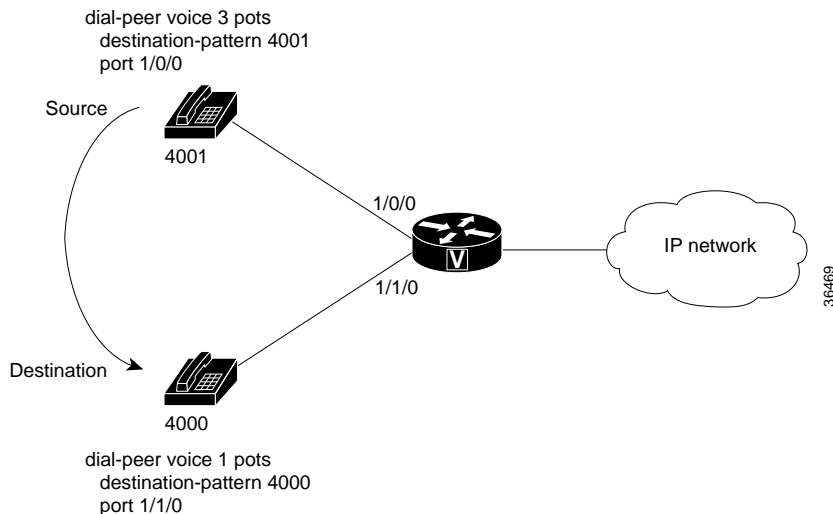 dial-peer voice 3 pots
destination-pattern 4001
port 1/0/0
Source
4001
1/0/0
V
IP network
36469
1/1/0
Destination
4000
dial-peer voice 1 pots
destination-pattern 4000
port 1/1/0